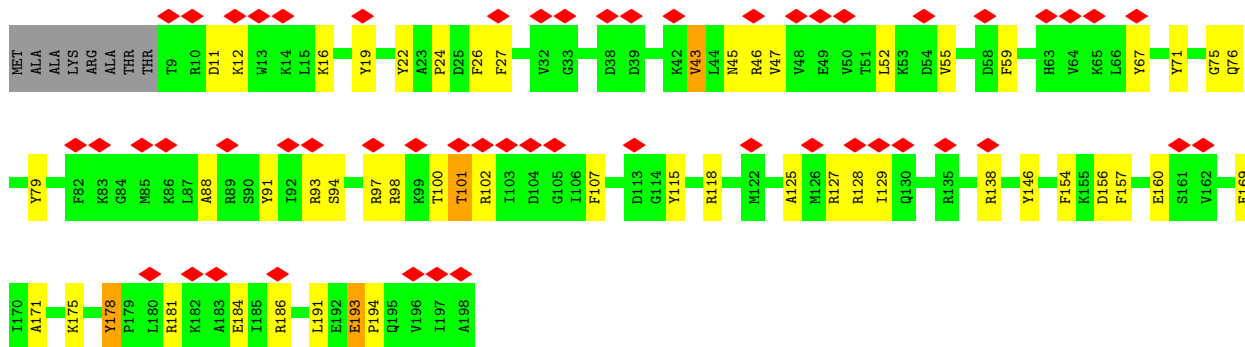 MET ALA ALA LYS ARG ALA THR THR T9 R10 D11 K12 W13 K14 L15 K16 Y19 Y22 A23 P24 D25 F26 F27 V32 G33 D38 D39 K42 V43 L44 N45 R46 V47 V48 E49 V50 T51 L52 K53 D54 V55 D58 F59 H63 V64 K65 L66 Y67 Y71 G75 Q76
Y79 F82 K83 G84 M85 K86 L87 A88 R89 S90 Y91 I92 R93 S94 R97 R98 K99 T100 T101 R102 I103 D104 G105 I106 F107 D113 G114 Y115 R118 M122 A125 M126 R127 R128 I129 Q130 R135 R138 Y146 F154 K155 D156 F157 E160 S161 V162
I170 A171 K175 Y178 P179 L180 R181 K182 A183 E184 I185 R186 L191 E192 E193 P194 Q195 V196 I197 A198